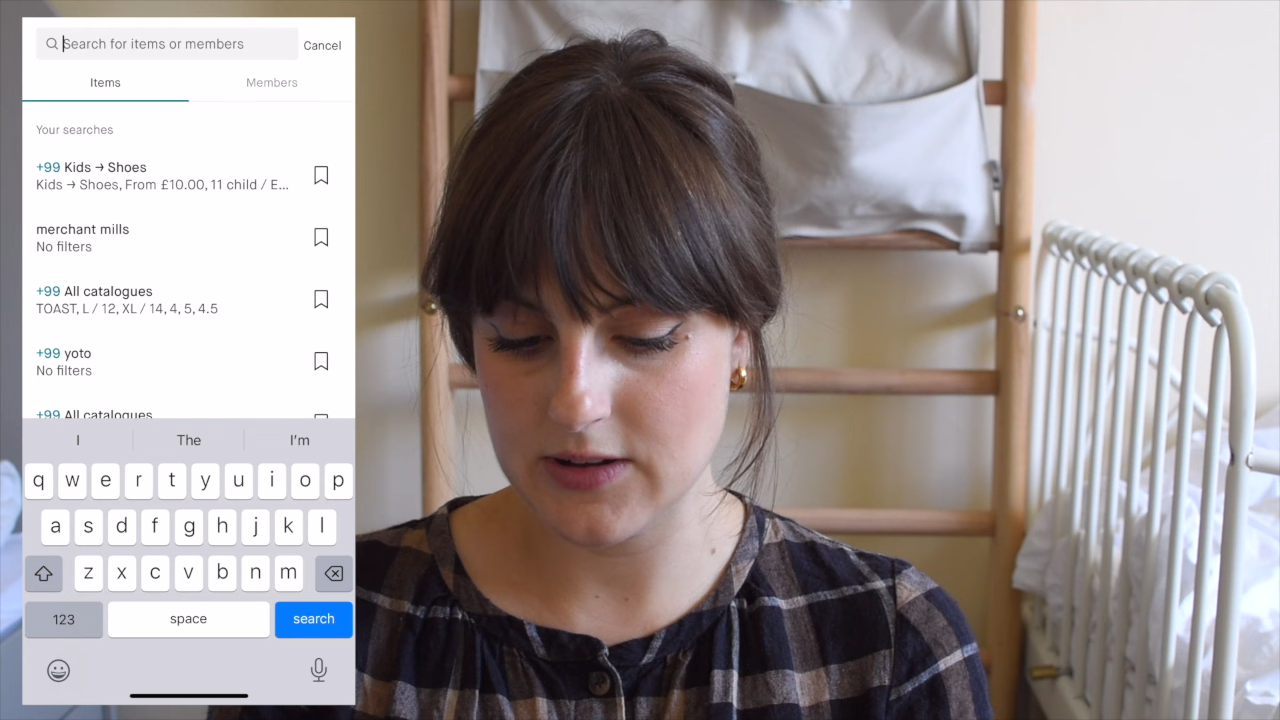 Search for items or members
Cancel
Items
Members
Your searches
+99 Kids → Shoes
Kids → Shoes, From £10.00, 11 child / E...
merchant mills
No filters
+99 All catalogues
TOAST, L / 12, XL / 14, 4, 5, 4.5
+99 yoto
No filters
+99 All catalogues
I
The
I'm
q w e r t y u i o p
a s d f g h j k l
z x c v b n m
123
space
search